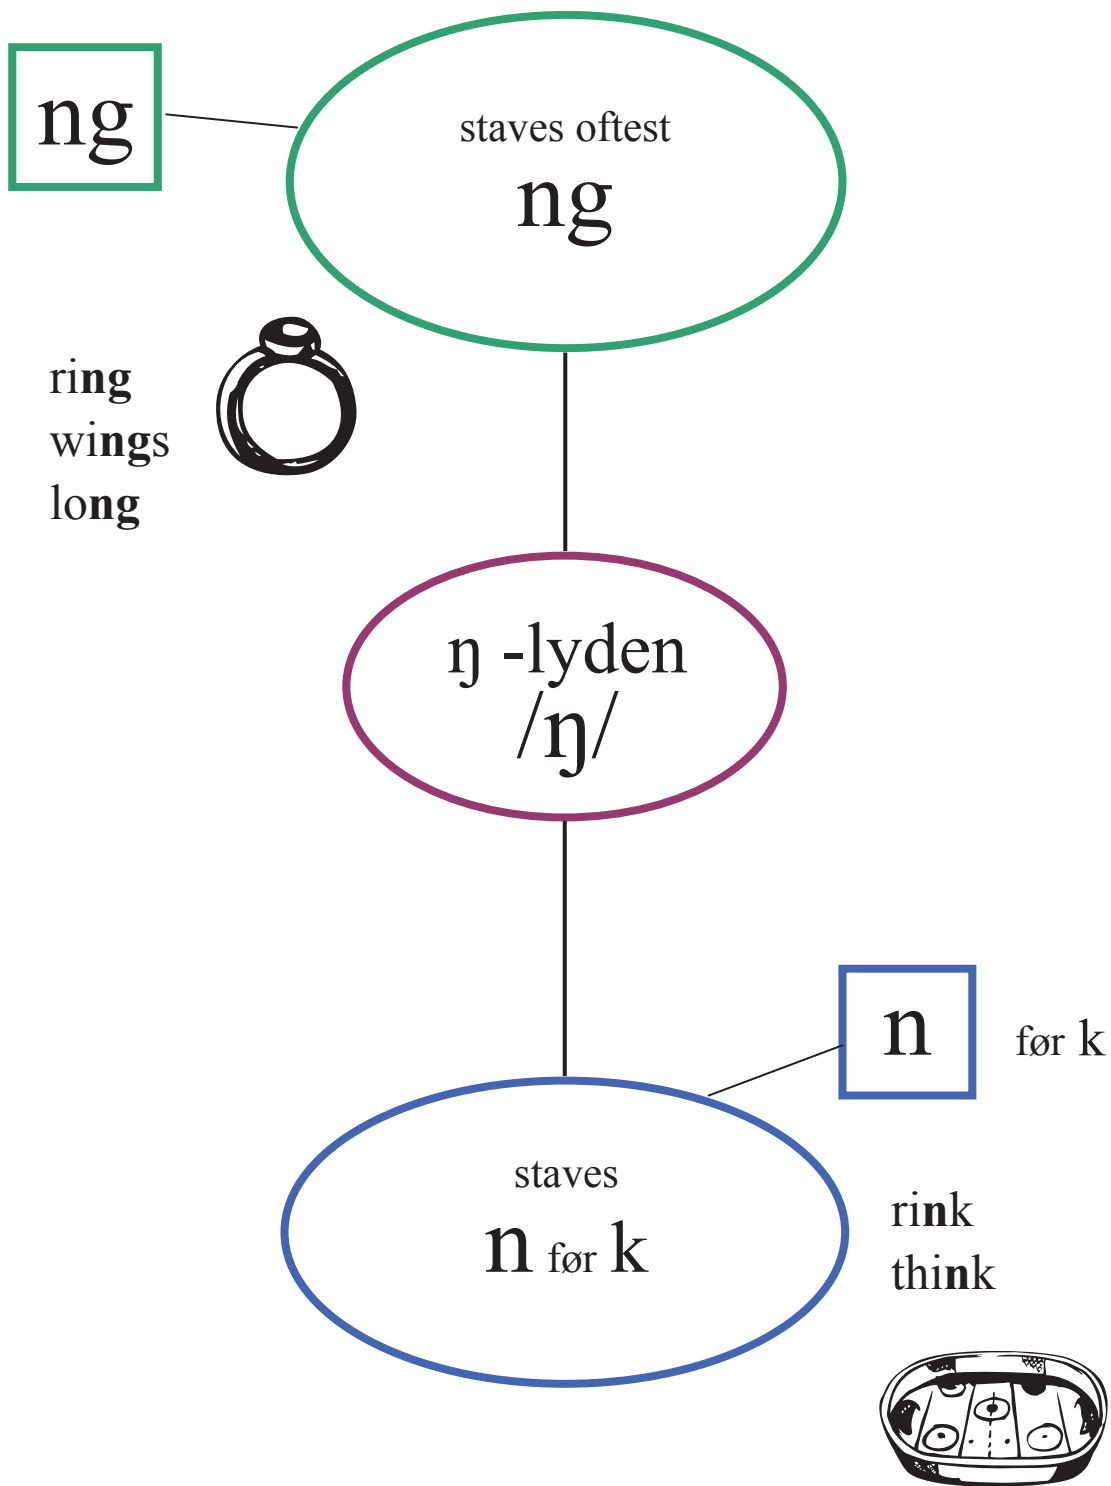 ng
staves oftest
ng
ring
wings
long
ŋ -lyden
/ŋ/
n
før k
staves
n før k
rink
think